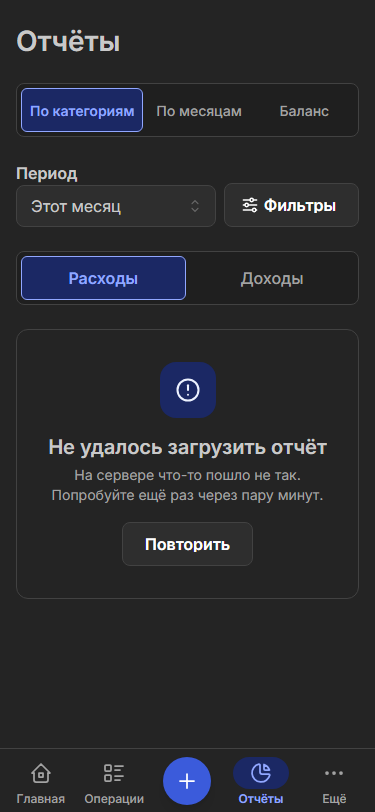 Отчёты
По категориям По месяцам Баланс
Период
Этот месяц Фильтры
Расходы Доходы
Не удалось загрузить отчёт
На сервере что-то пошло не так.
Попробуйте ещё раз через пару минут.
Повторить
Главная Операции Отчёты Ещё